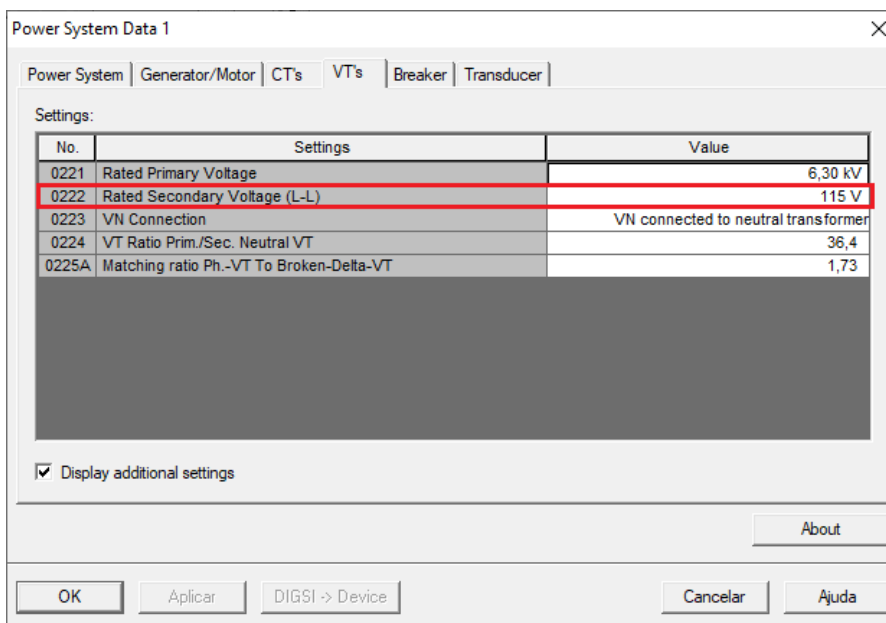 Power System Data 1
Power System Generator/Motor CT's VT's Breaker Transducer
Settings:
No. Settings Value
0221 Rated Primary Voltage 6,30 kV
0222 Rated Secondary Voltage (L-L) 115 V
0223 VN Connection VN connected to neutral transformer
0224 VT Ratio Prim./Sec. Neutral VT 36,4
0225A Matching ratio Ph.-VT To Broken-Delta-VT 1,73
Display additional settings
About
OK Aplicar DIGSI -> Device Cancelar Ajuda